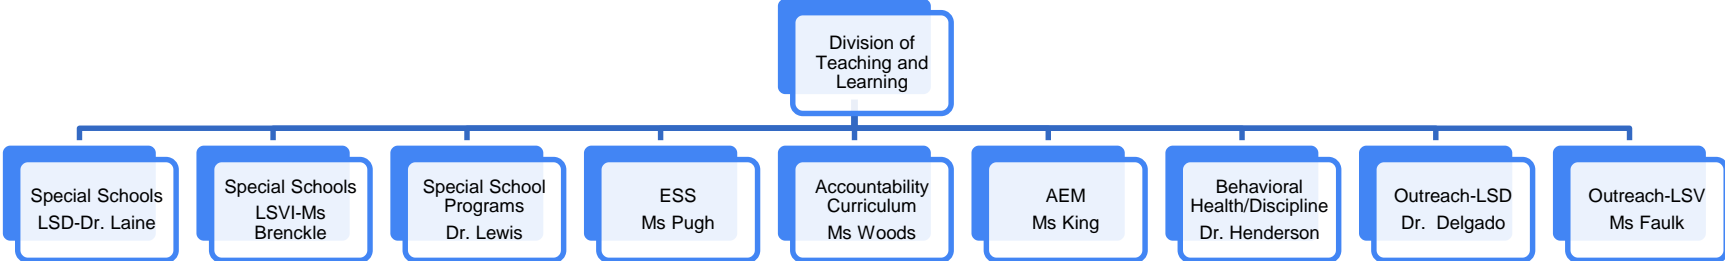 Division of
Teaching and
Learning
Special Schools
LSD-Dr. Laine
Special Schools
LSVI-Ms
Brenckle
Special School
Programs
Dr. Lewis
ESS
Ms Pugh
Accountability
Curriculum
Ms Woods
AEM
Ms King
Behavioral
Health/Discipline
Dr. Henderson
Outreach-LSD
Dr.  Delgado
Outreach-LSV
Ms Faulk